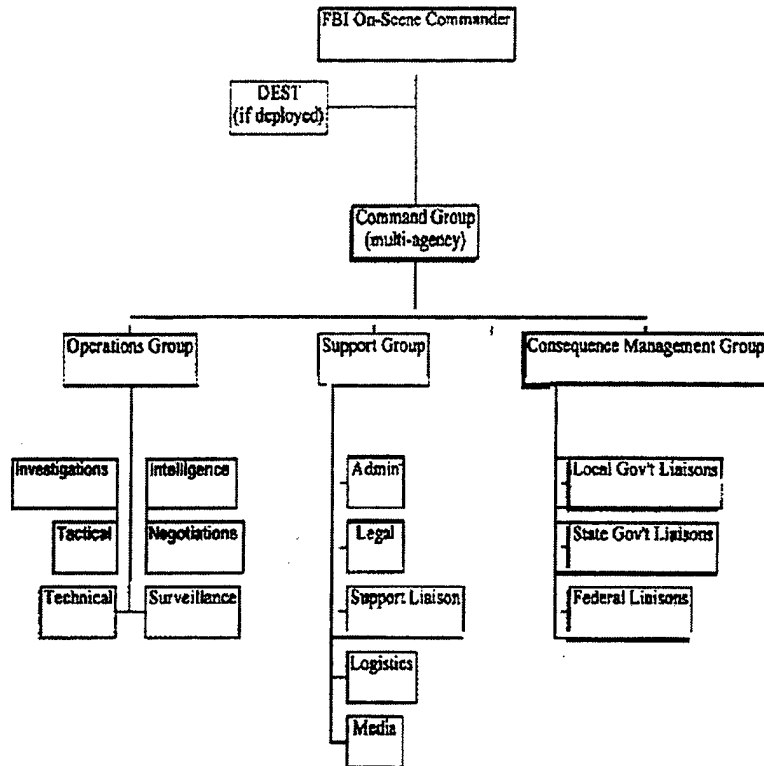 FBI On-Scene Commander
DEST
(if deployed)
Command Group
(multi-agency)
Operations Group
Support Group
Consequence Management Group
Investigations
Intelligence
Tactical
Negotiations
Technical
Surveillance
Admin
Legal
Support Liaison
Logistics
Media
Local Gov't Liaisons
State Gov't Liaisons
Federal Liaisons